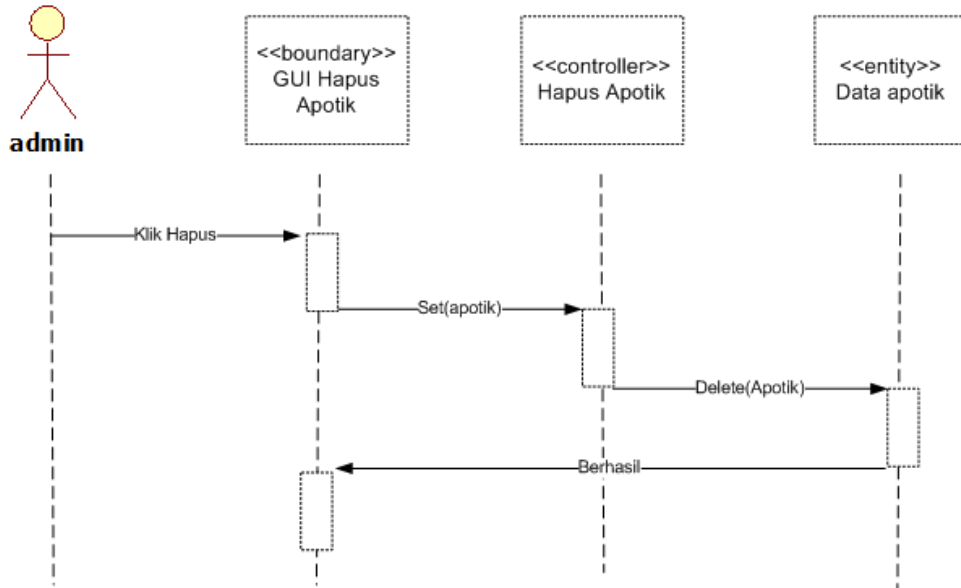 admin
<<boundary>>
GUI Hapus
Apotik
<<controller>>
Hapus Apotik
<<entity>>
Data apotik
Klik Hapus
Set(apotik)
Delete(Apotik)
Berhasil